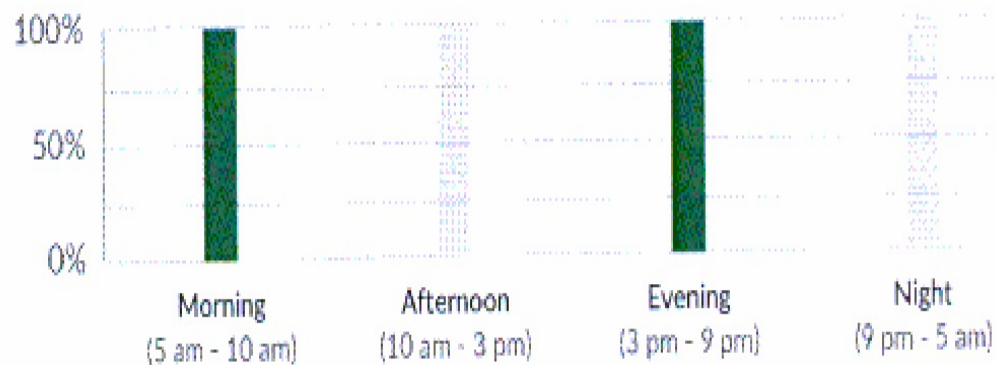 100%
50%
0%
Morning
(5 am - 10 am)
Afternoon
(10 am - 3 pm)
Evening
(3 pm - 9 pm)
Night
(9 pm - 5 am)